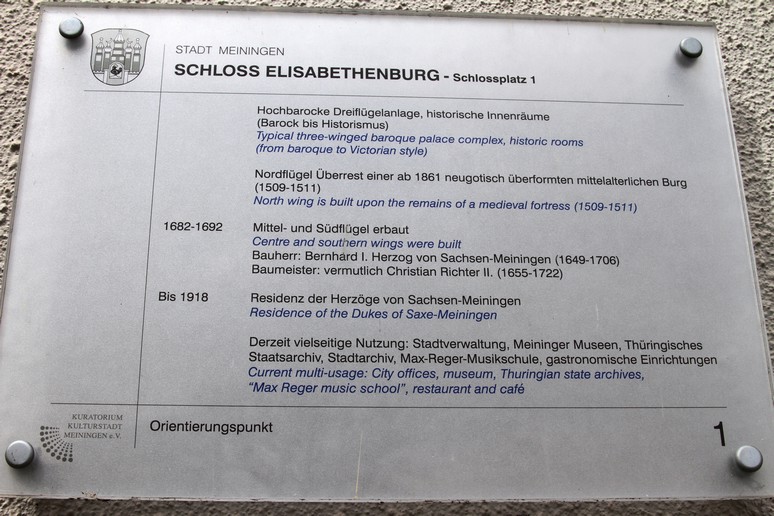 STADT MEININGEN
SCHLOSS ELISABETHENBURG - Schlossplatz 1
Hochbarocke Dreiflügelanlage, historische Innenräume
(Barock bis Historismus)
Typical three-winged baroque palace complex, historic rooms
(from baroque to Victorian style)
Nordflügel Überrest einer ab 1861 neugotisch überformten mittelalterlichen Burg
(1509-1511)
North wing is built upon the remains of a medieval fortress (1509-1511)
1682-1692 Mittel- und Südflügel erbaut
Centre and southern wings were built
Bauherr: Bernhard I. Herzog von Sachsen-Meiningen (1649-1706)
Baumeister: vermutlich Christian Richter II. (1655-1722)
Bis 1918 Residenz der Herzöge von Sachsen-Meiningen
Residence of the Dukes of Saxe-Meiningen
Derzeit vielseitige Nutzung: Stadtverwaltung, Meininger Museen, Thüringisches
Staatsarchiv, Stadtarchiv, Max-Reger-Musikschule, gastronomische Einrichtungen
Current multi-usage: City offices, museum, Thuringian state archives,
“Max Reger music school”, restaurant and café
KURATORIUM
KULTURSTADT
MEININGEN e.V.
Orientierungspunkt 1